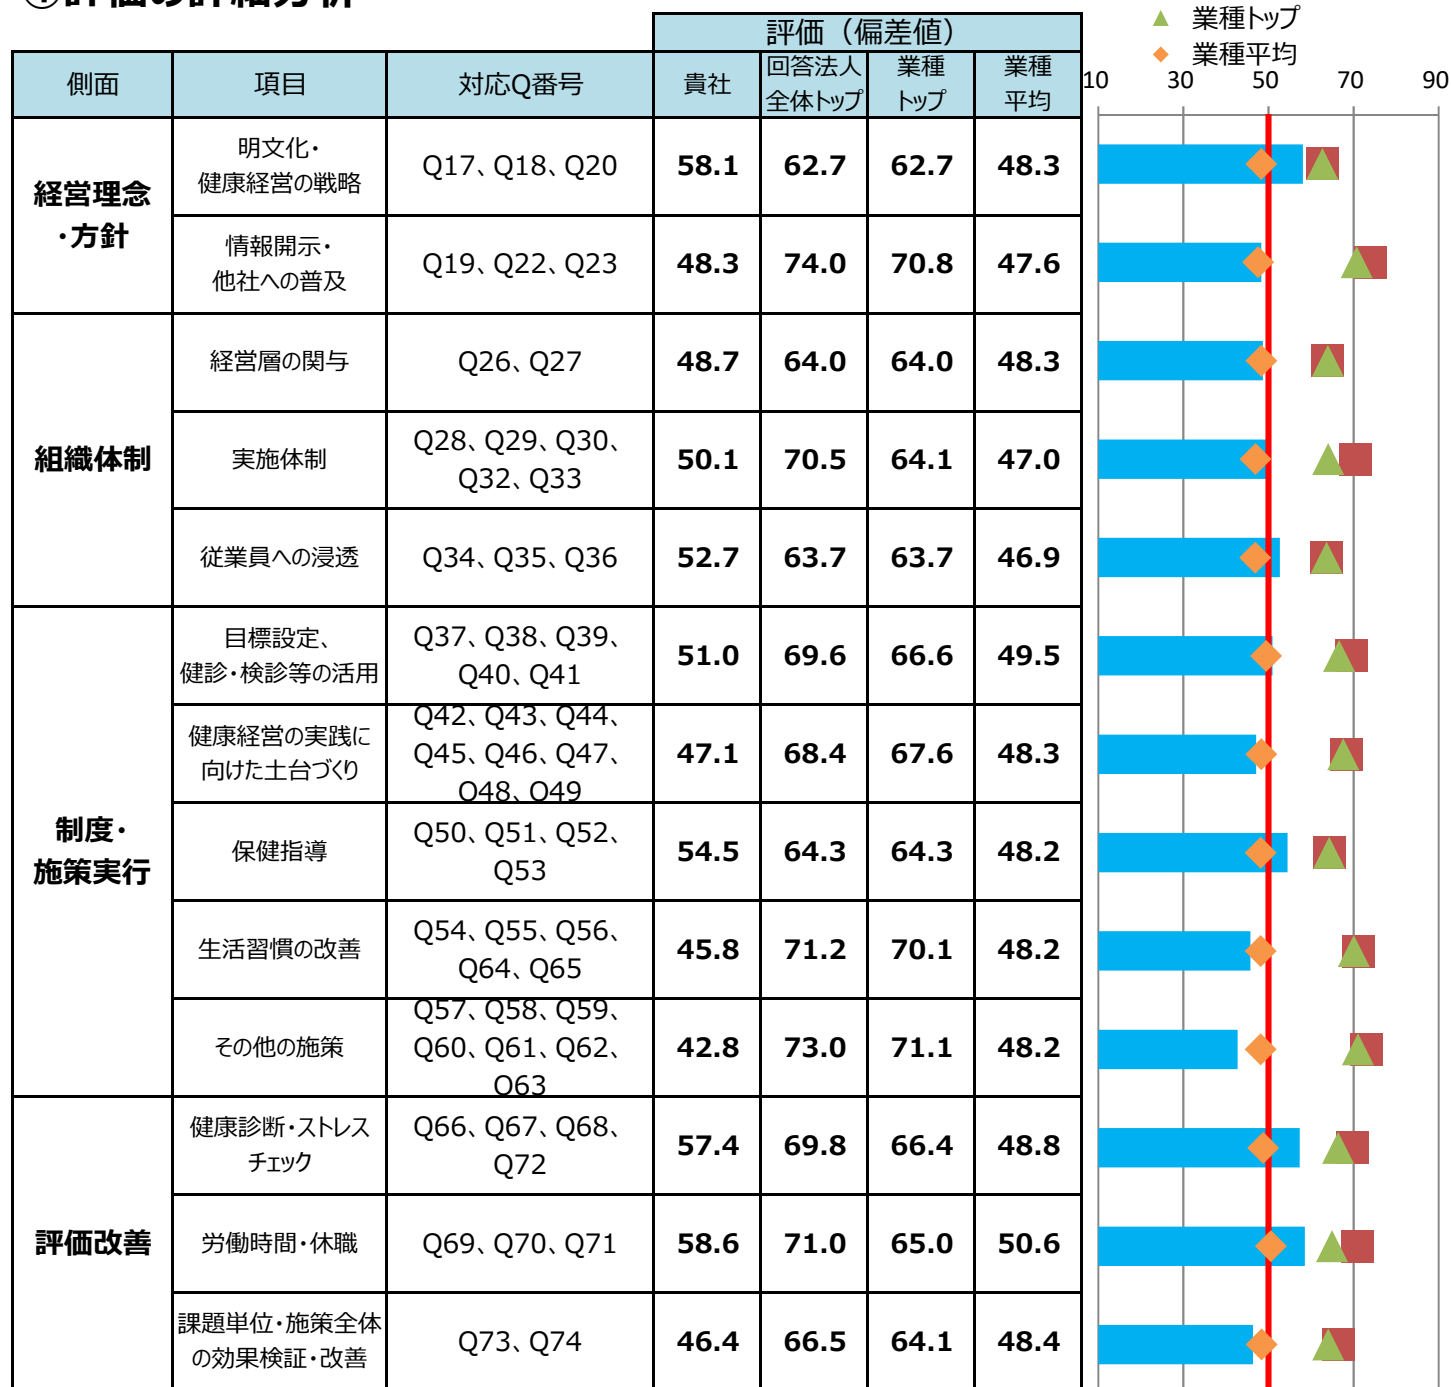 ①評価の詳細分析
▲ 業種トップ
◆ 業種平均
評価（偏差値）
側面 項目 対応Q番号 貴社 回答法人 業種 業種
全体トップ トップ 平均
10 30 50 70 90
経営理念
・方針
明文化・
健康経営の戦略
Q17、Q18、Q20
58.1 62.7 62.7 48.3
情報開示・
他社への普及
Q19、Q22、Q23
48.3 74.0 70.8 47.6
組織体制
経営層の関与
Q26、Q27
48.7 64.0 64.0 48.3
実施体制
Q28、Q29、Q30、
Q32、Q33
50.1 70.5 64.1 47.0
従業員への浸透
Q34、Q35、Q36
52.7 63.7 63.7 46.9
制度・
施策実行
目標設定、
健診・検診等の活用
Q37、Q38、Q39、
Q40、Q41
51.0 69.6 66.6 49.5
健康経営の実践に
向けた土台づくり
Q42、Q43、Q44、
Q45、Q46、Q47、
Q48、Q49
47.1 68.4 67.6 48.3
保健指導
Q50、Q51、Q52、
Q53
54.5 64.3 64.3 48.2
生活習慣の改善
Q54、Q55、Q56、
Q64、Q65
45.8 71.2 70.1 48.2
その他の施策
Q57、Q58、Q59、
Q60、Q61、Q62、
Q63
42.8 73.0 71.1 48.2
評価改善
健康診断・ストレス
チェック
Q66、Q67、Q68、
Q72
57.4 69.8 66.4 48.8
労働時間・休職
Q69、Q70、Q71
58.6 71.0 65.0 50.6
課題単位・施策全体
の効果検証・改善
Q73、Q74
46.4 66.5 64.1 48.4